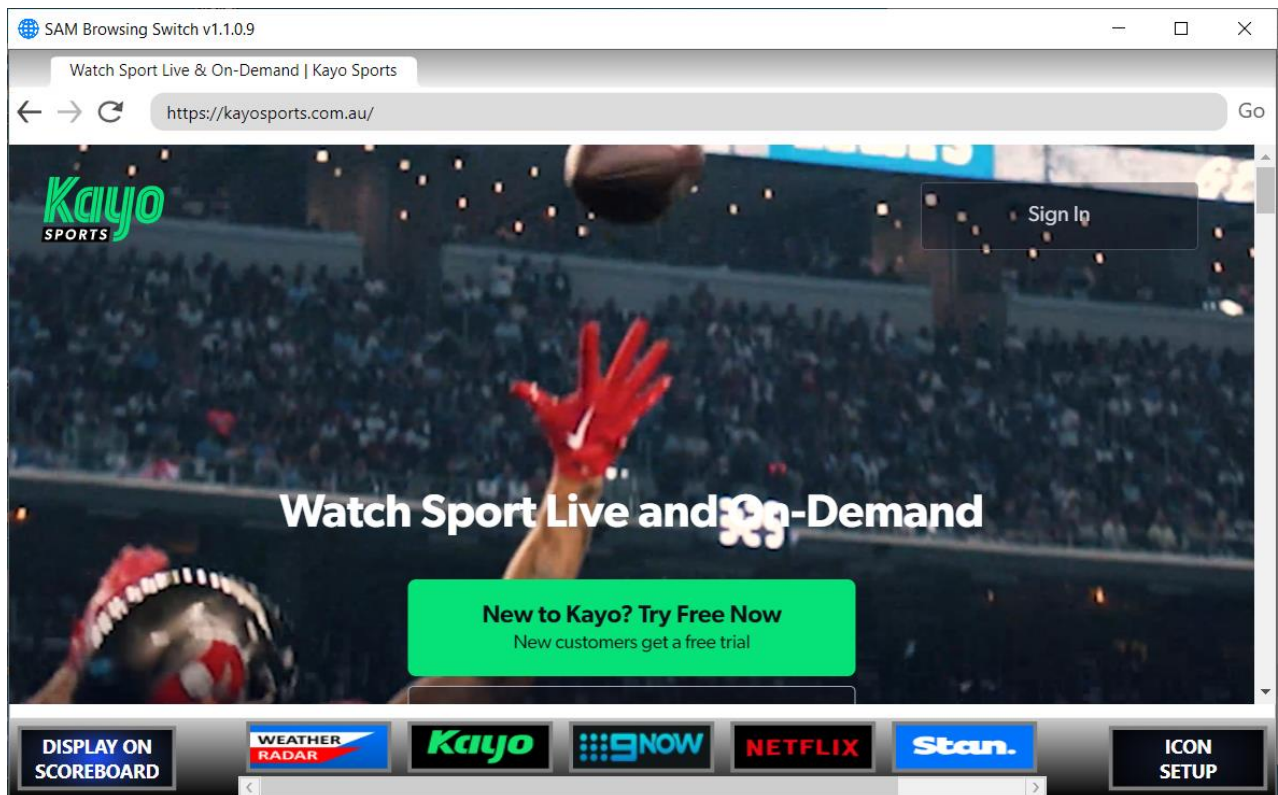 SAM Browsing Switch v1.1.0.9
Watch Sport Live & On-Demand | Kayo Sports
https://kayosports.com.au/
Go
Kayo
SPORTS
Sign In
Watch Sport Live and On-Demand
New to Kayo? Try Free Now
New customers get a free trial
DISPLAY ON
SCOREBOARD
WEATHER
RADAR
Kayo
9NOW
NETFLIX
Stan.
ICON
SETUP